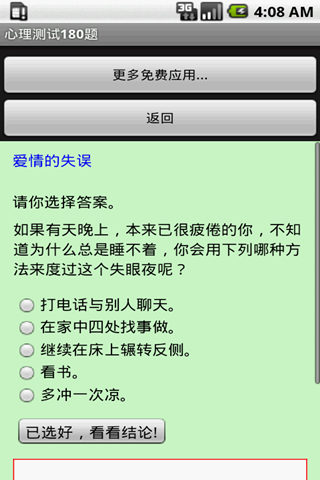 3G 4:08 AM
心理测试180题
更多免费应用...
返回
爱情的失误
请你选择答案。
如果有天晚上，本来已很疲倦的你，不知
道为什么总是睡不着，你会用下列哪种方
法来度过这个失眠夜呢？
打电话与别人聊天。
在家中四处找事做。
继续在床上辗转反侧。
看书。
多冲一次凉。
已选好，看看结论!